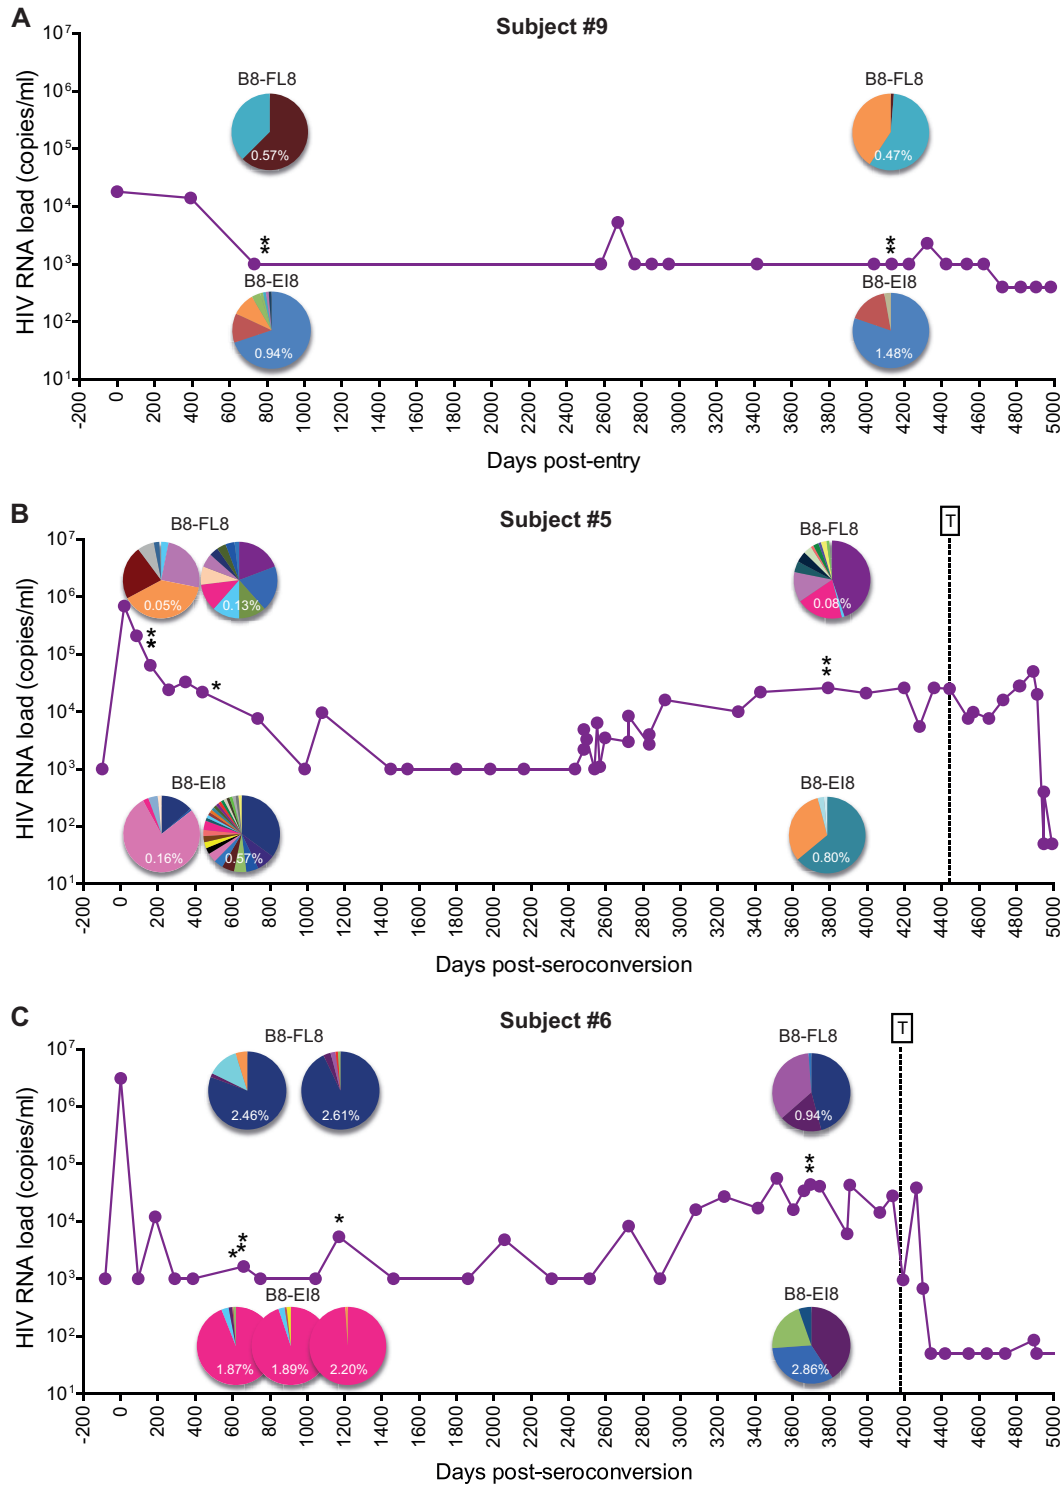 A
Subject #9
HIV RNA load (copies/ml)
10⁷
10⁶
10⁵
10⁴
10³
10²
10¹
B8-FL8
0.57%
B8-FL8
0.47%
**
**
B8-EI8
0.94%
B8-EI8
1.48%
-200 0 200 400 600 800 1000 1200 1400 1600 1800 2000 2200 2400 2600 2800 3000 3200 3400 3600 3800 4000 4200 4400 4600 4800 5000
Days post-entry
B
Subject #5
T
HIV RNA load (copies/ml)
10⁷
10⁶
10⁵
10⁴
10³
10²
10¹
B8-FL8
0.05%
0.13%
B8-FL8
0.08%
**
*
**
B8-EI8
0.16%
0.57%
B8-EI8
0.80%
-200 0 200 400 600 800 1000 1200 1400 1600 1800 2000 2200 2400 2600 2800 3000 3200 3400 3600 3800 4000 4200 4400 4600 4800 5000
Days post-seroconversion
C
Subject #6
T
HIV RNA load (copies/ml)
10⁷
10⁶
10⁵
10⁴
10³
10²
10¹
B8-FL8
2.46%
2.61%
B8-FL8
0.94%
*
**
*
**
B8-EI8
1.87%
1.89%
2.20%
B8-EI8
2.86%
-200 0 200 400 600 800 1000 1200 1400 1600 1800 2000 2200 2400 2600 2800 3000 3200 3400 3600 3800 4000 4200 4400 4600 4800 5000
Days post-seroconversion